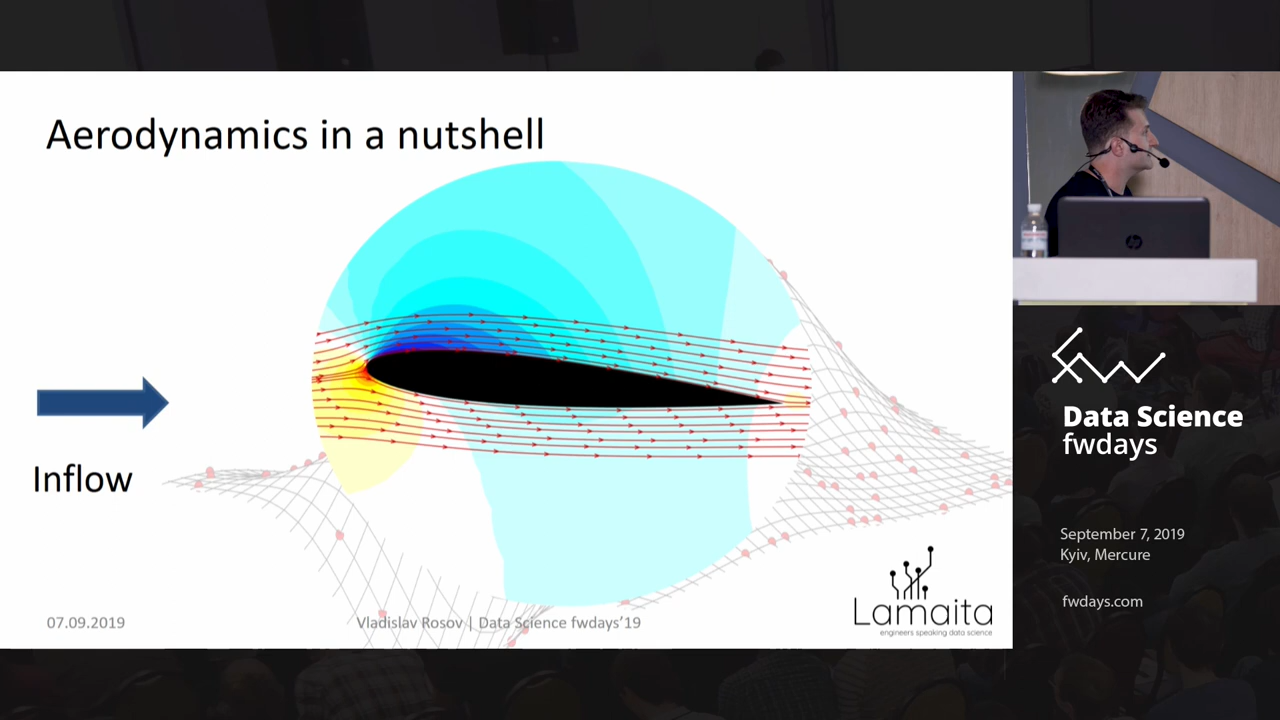 Aerodynamics in a nutshell
Inflow
07.09.2019
Vladislav Rosov | Data Science fwdays'19
Lamaita
engineers speaking data science
hp
Data Science
fwdays
September 7, 2019
Kyiv, Mercure
fwdays.com